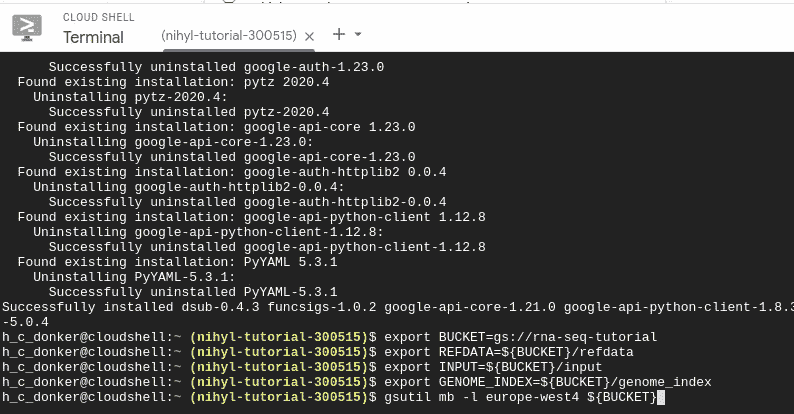 CLOUD SHELL
Terminal
(nihyl-tutorial-300515) × + ▾
Successfully uninstalled google-auth-1.23.0
Found existing installation: pytz 2020.4
Uninstalling pytz-2020.4:
Successfully uninstalled pytz-2020.4
Found existing installation: google-api-core 1.23.0
Uninstalling google-api-core-1.23.0:
Successfully uninstalled google-api-core-1.23.0
Found existing installation: google-auth-httplib2 0.0.4
Uninstalling google-auth-httplib2-0.0.4:
Successfully uninstalled google-auth-httplib2-0.0.4
Found existing installation: google-api-python-client 1.12.8
Uninstalling google-api-python-client-1.12.8:
Successfully uninstalled google-api-python-client-1.12.8
Found existing installation: PyYAML 5.3.1
Uninstalling PyYAML-5.3.1:
Successfully uninstalled PyYAML-5.3.1
Successfully installed dsub-0.4.3 funcsigs-1.0.2 google-api-core-1.21.0 google-api-python-client-1.8.3
-5.0.4
h_c_donker@cloudshell:~ (nihyl-tutorial-300515)$ export BUCKET=gs://rna-seq-tutorial
h_c_donker@cloudshell:~ (nihyl-tutorial-300515)$ export REFDATA=${BUCKET}/refdata
h_c_donker@cloudshell:~ (nihyl-tutorial-300515)$ export INPUT=${BUCKET}/input
h_c_donker@cloudshell:~ (nihyl-tutorial-300515)$ export GENOME_INDEX=${BUCKET}/genome_index
h_c_donker@cloudshell:~ (nihyl-tutorial-300515)$ gsutil mb -l europe-west4 ${BUCKET}